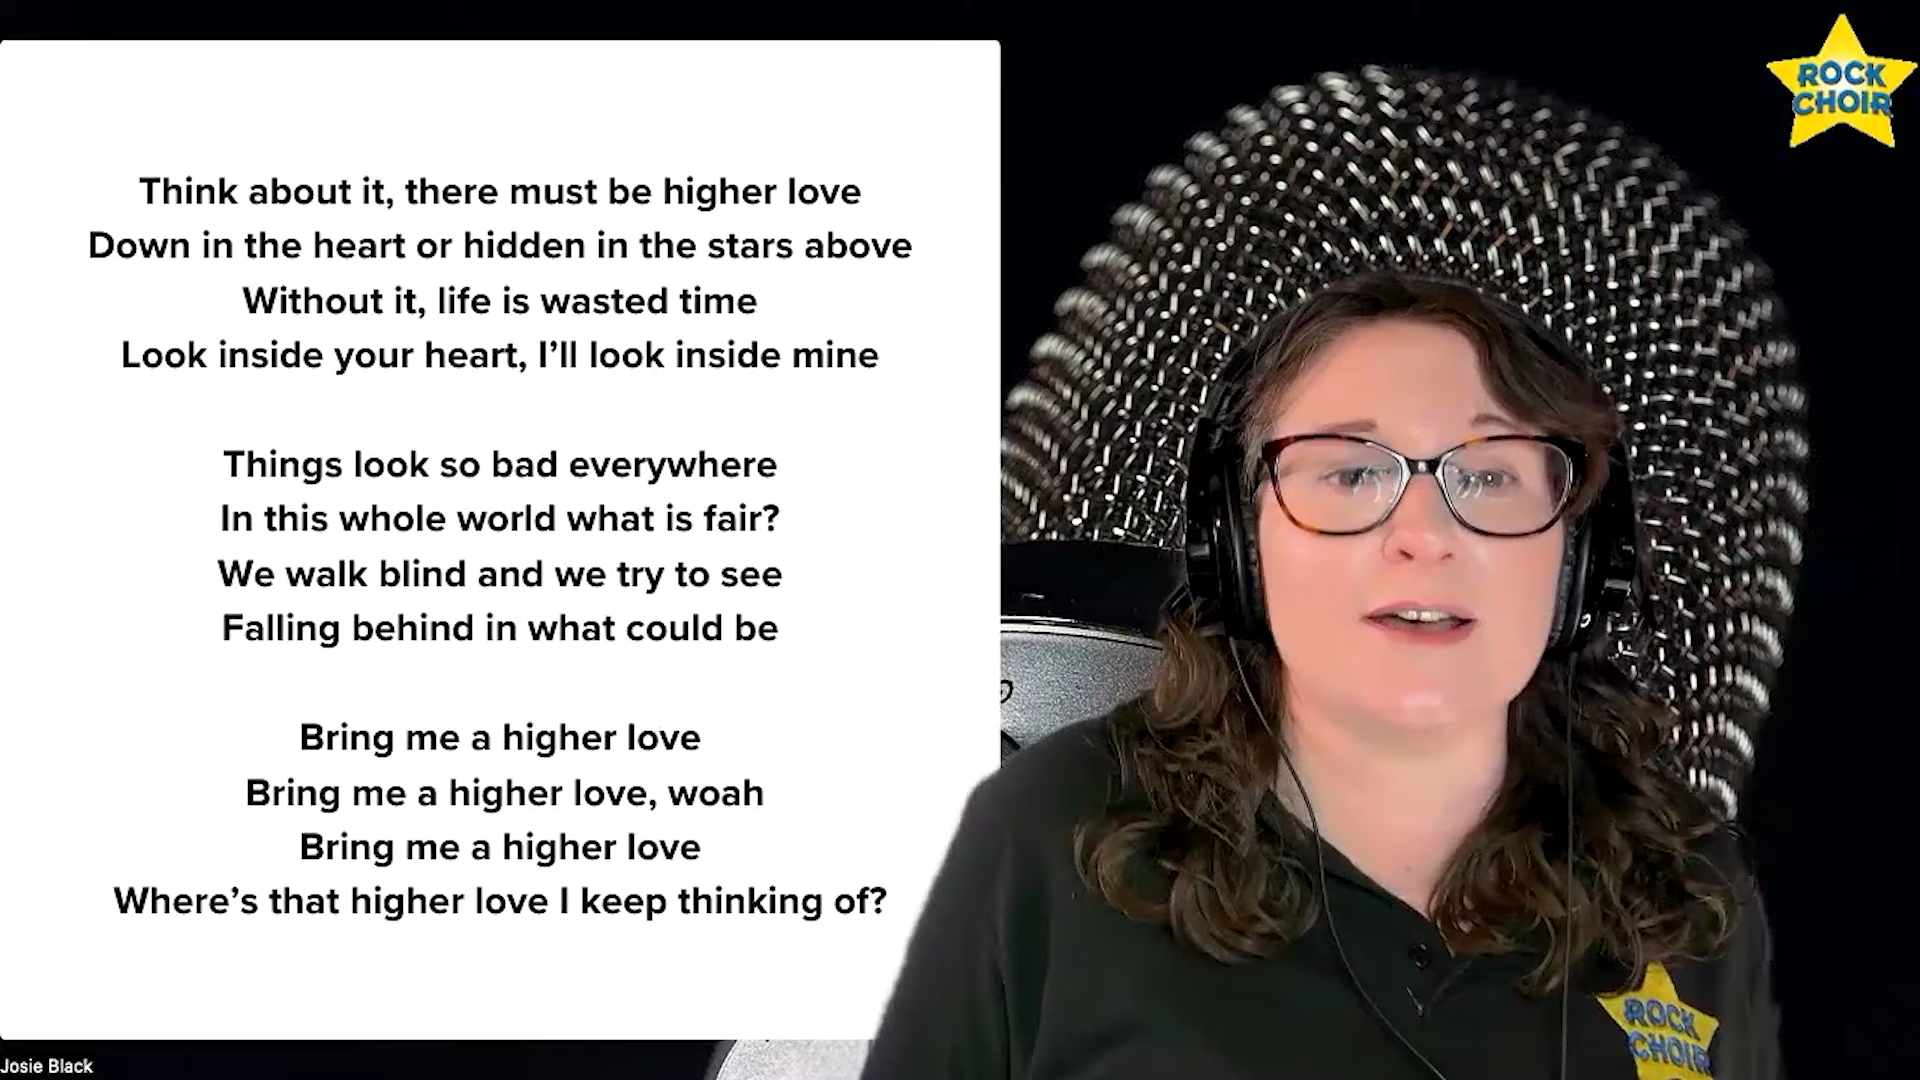 ROCK
CHOIR
Think about it, there must be higher love
Down in the heart or hidden in the stars above
Without it, life is wasted time
Look inside your heart, I’ll look inside mine
Things look so bad everywhere
In this whole world what is fair?
We walk blind and we try to see
Falling behind in what could be
Bring me a higher love
Bring me a higher love, woah
Bring me a higher love
Where’s that higher love I keep thinking of?
ROCK
CHOIR
Josie Black